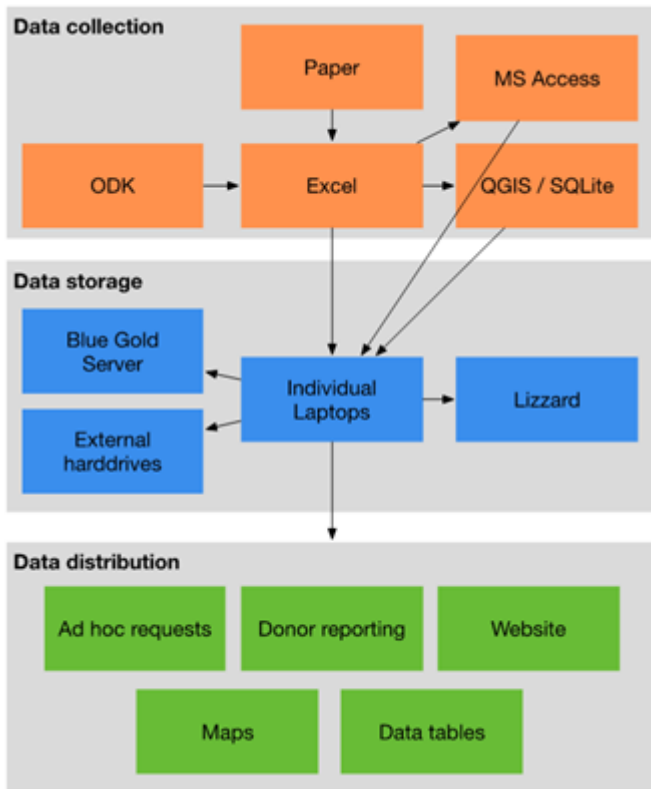 Data collection
Paper
MS Access
ODK
Excel
QGIS / SQLite
Data storage
Blue Gold
Server
Individual
Laptops
Lizzard
External
harddrives
Data distribution
Ad hoc requests
Donor reporting
Website
Maps
Data tables